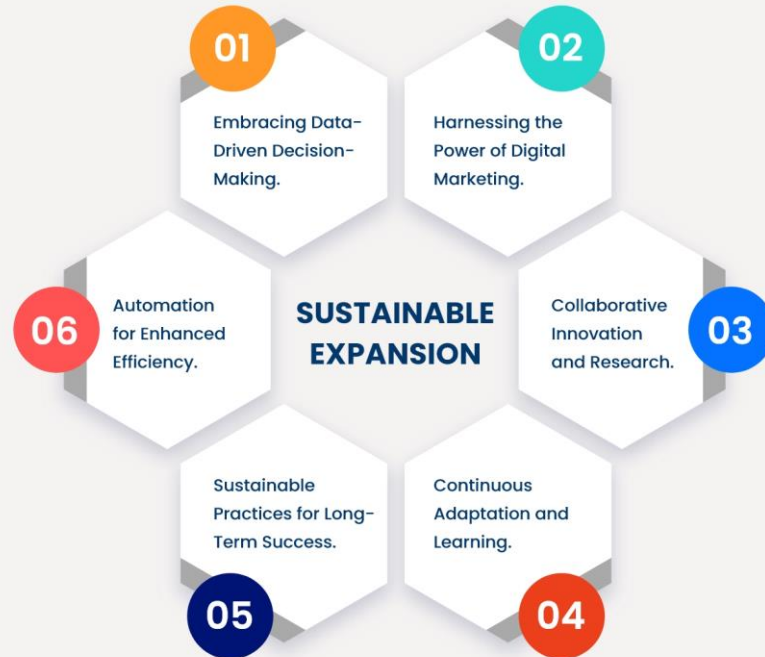 01
Embracing Data-
Driven Decision-
Making.
02
Harnessing the
Power of Digital
Marketing.
03
Collaborative
Innovation
and Research.
04
Continuous
Adaptation and
Learning.
05
Sustainable
Practices for Long-
Term Success.
06
Automation
for Enhanced
Efficiency.
SUSTAINABLE
EXPANSION